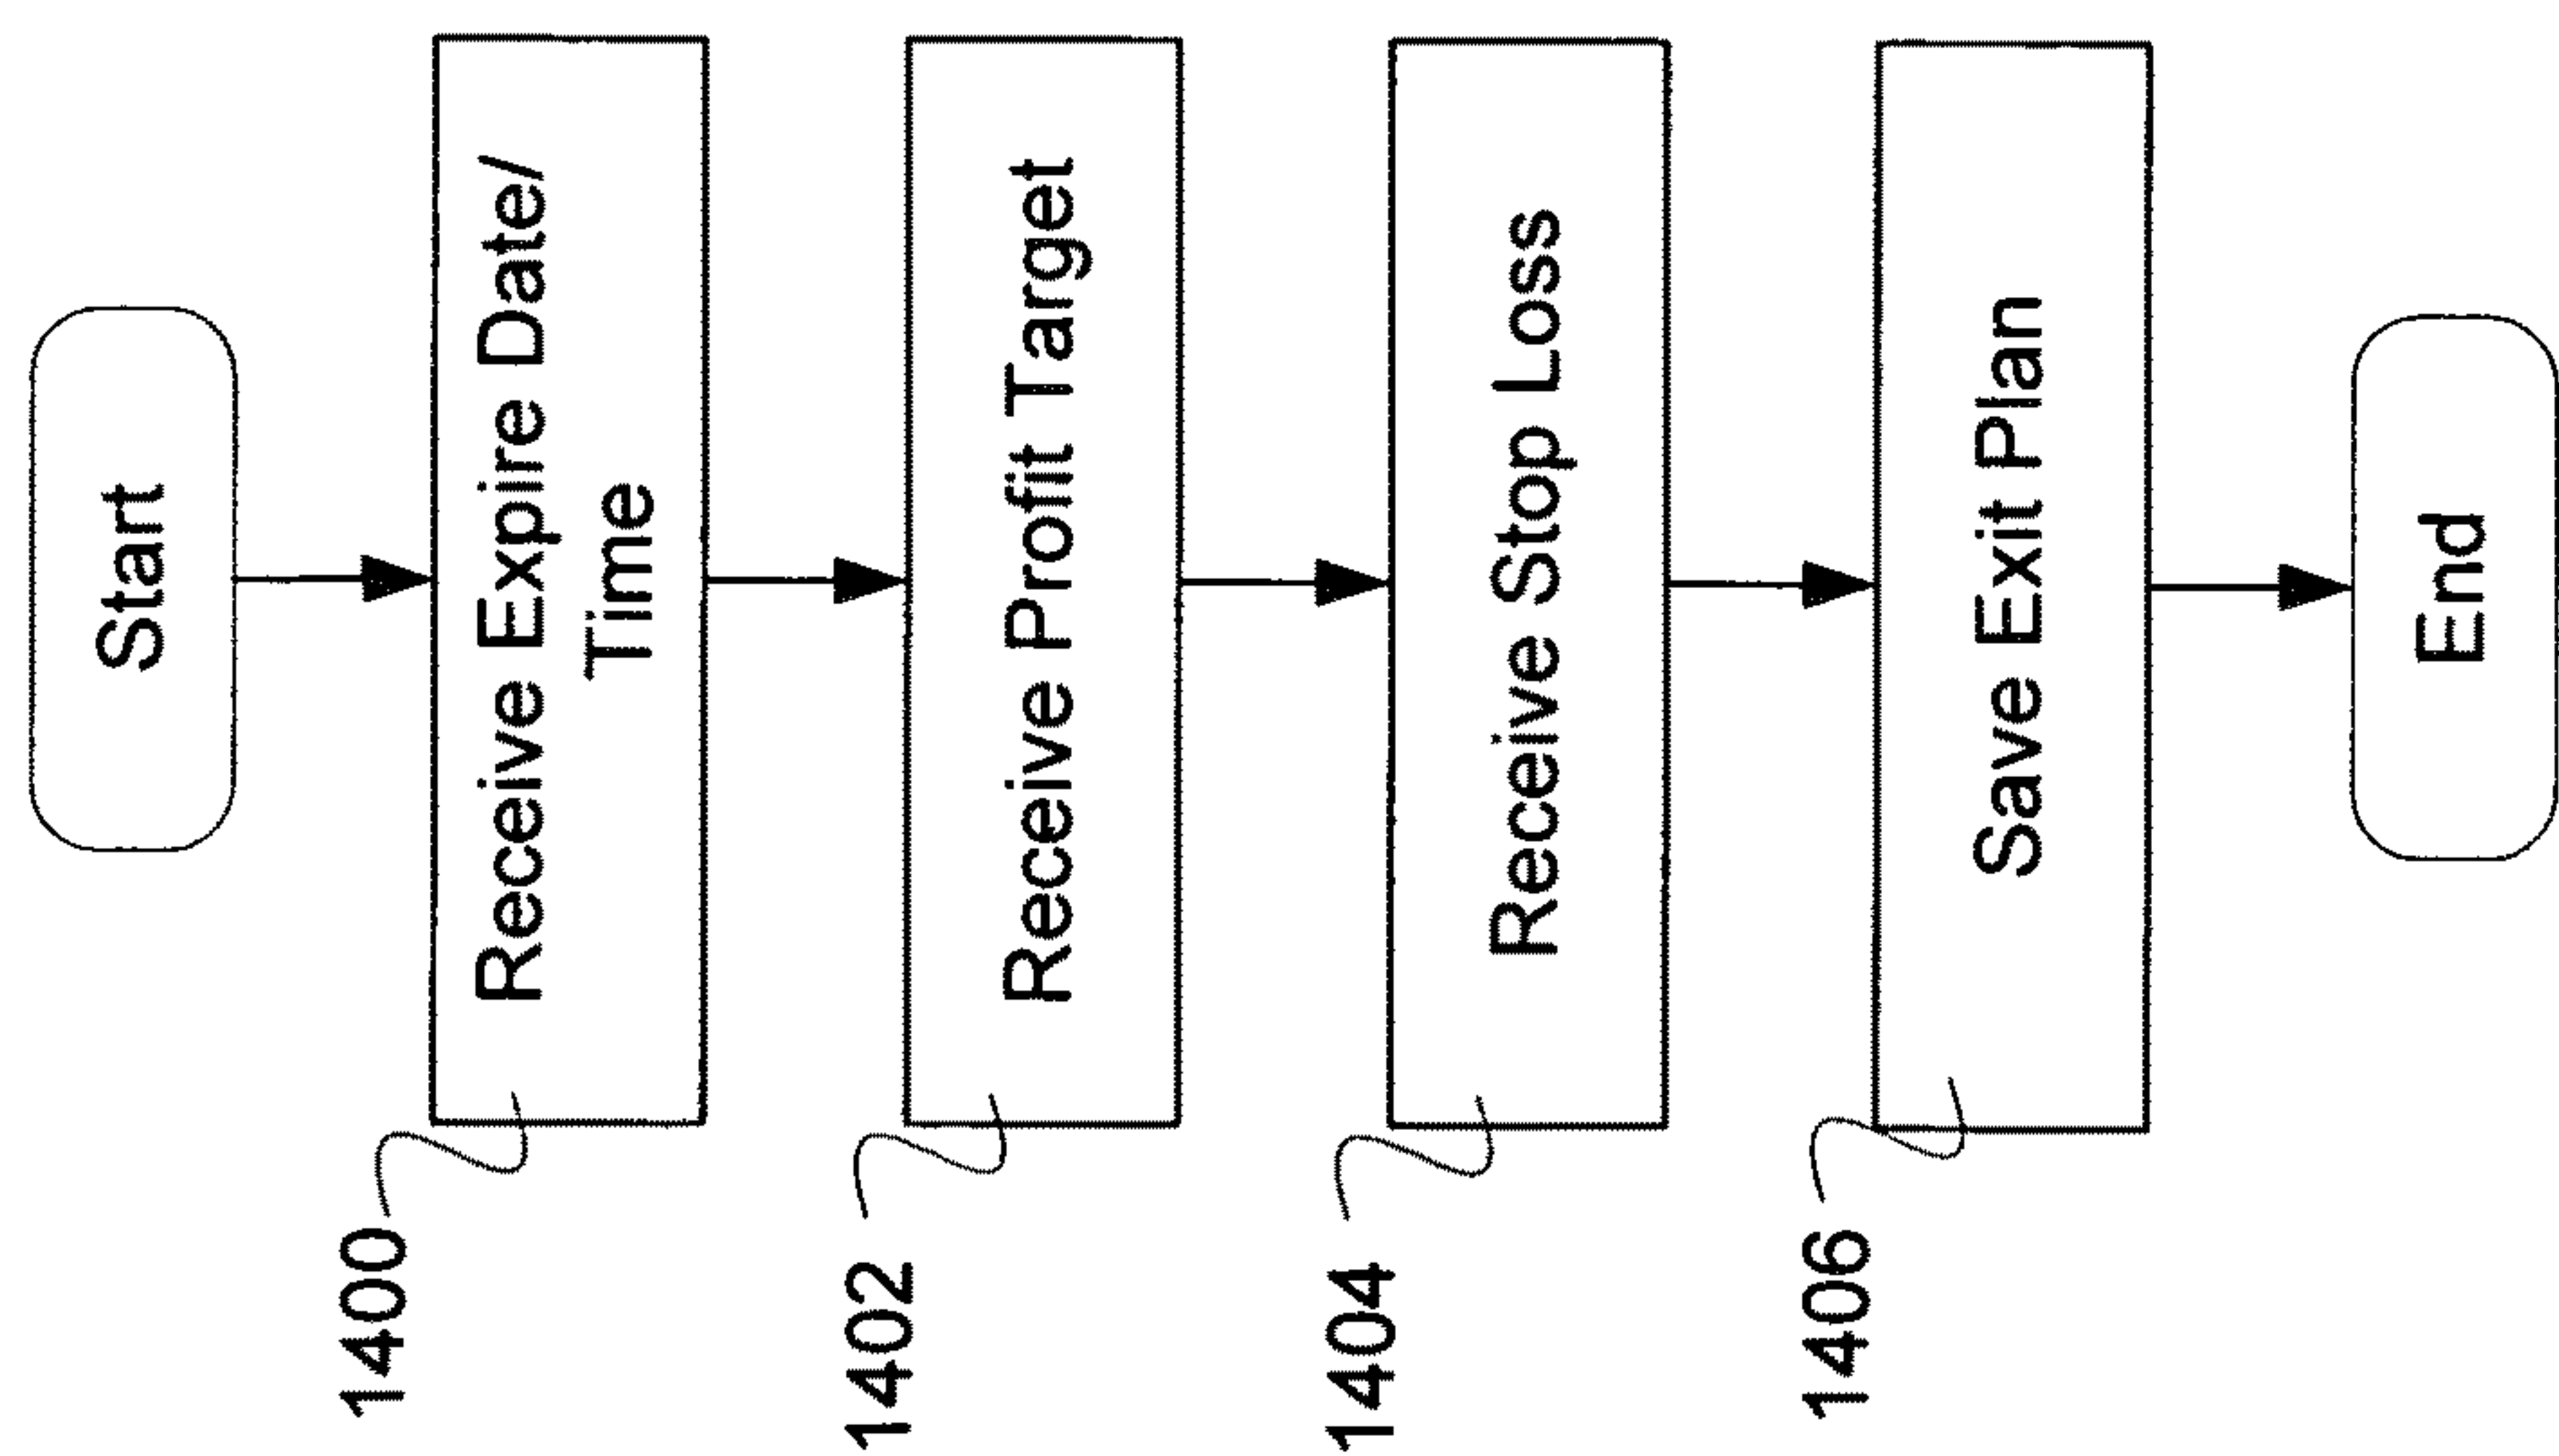 Start
1400
Receive Expire Date/
Time
1402
Receive Profit Target
1404
Receive Stop Loss
1406
Save Exit Plan
End